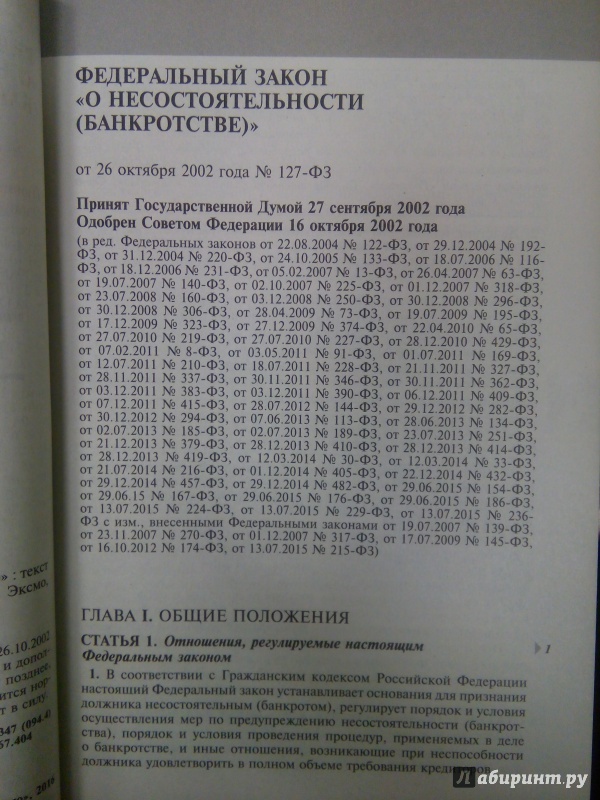 ФЕДЕРАЛЬНЫЙ ЗАКОН
«О НЕСОСТОЯТЕЛЬНОСТИ
(БАНКРОТСТВЕ)»
от 26 октября 2002 года № 127-ФЗ
Принят Государственной Думой 27 сентября 2002 года
Одобрен Советом Федерации 16 октября 2002 года
(в ред. Федеральных законов от 22.08.2004 № 122-ФЗ, от 29.12.2004 № 192-
ФЗ, от 31.12.2004 № 220-ФЗ, от 24.10.2005 № 133-ФЗ, от 18.07.2006 № 116-
ФЗ, от 18.12.2006 № 231-ФЗ, от 05.02.2007 № 13-ФЗ, от 26.04.2007 № 63-ФЗ,
от 19.07.2007 № 140-ФЗ, от 02.10.2007 № 225-ФЗ, от 01.12.2007 № 318-ФЗ,
от 23.07.2008 № 160-ФЗ, от 03.12.2008 № 250-ФЗ, от 30.12.2008 № 296-ФЗ,
от 30.12.2008 № 306-ФЗ, от 28.04.2009 № 73-ФЗ, от 19.07.2009 № 195-ФЗ,
от 17.12.2009 № 323-ФЗ, от 27.12.2009 № 374-ФЗ, от 22.04.2010 № 65-ФЗ,
от 27.07.2010 № 219-ФЗ, от 27.07.2010 № 227-ФЗ, от 28.12.2010 № 429-ФЗ,
от 07.02.2011 № 8-ФЗ, от 03.05.2011 № 91-ФЗ, от 01.07.2011 № 169-ФЗ,
от 12.07.2011 № 210-ФЗ, от 18.07.2011 № 228-ФЗ, от 21.11.2011 № 327-ФЗ,
от 28.11.2011 № 337-ФЗ, от 30.11.2011 № 346-ФЗ, от 30.11.2011 № 362-ФЗ,
от 03.12.2011 № 383-ФЗ, от 03.12.2011 № 390-ФЗ, от 06.12.2011 № 409-ФЗ,
от 07.12.2011 № 415-ФЗ, от 28.07.2012 № 144-ФЗ, от 29.12.2012 № 282-ФЗ,
от 30.12.2012 № 294-ФЗ, от 07.06.2013 № 113-ФЗ, от 28.06.2013 № 134-ФЗ,
от 02.07.2013 № 185-ФЗ, от 02.07.2013 № 189-ФЗ, от 23.07.2013 № 251-ФЗ,
от 21.12.2013 № 379-ФЗ, от 28.12.2013 № 410-ФЗ, от 28.12.2013 № 414-ФЗ,
от 28.12.2013 № 419-ФЗ, от 12.03.2014 № 30-ФЗ, от 12.03.2014 № 33-ФЗ,
от 21.07.2014 № 216-ФЗ, от 01.12.2014 № 405-ФЗ, от 22.12.2014 № 432-ФЗ,
от 29.12.2014 № 457-ФЗ, от 29.12.2014 № 482-ФЗ, от 29.06.2015 № 154-ФЗ,
от 29.06.15 № 167-ФЗ, от 29.06.2015 № 176-ФЗ, от 29.06.2015 № 186-ФЗ,
от 13.07.2015 № 224-ФЗ, от 13.07.2015 № 229-ФЗ, от 13.07.2015 № 236-
ФЗ с изм., внесенными Федеральными законами от 19.07.2007 № 139-ФЗ,
от 23.11.2007 № 270-ФЗ, от 01.12.2007 № 317-ФЗ, от 17.07.2009 № 145-ФЗ,
от 16.10.2012 № 174-ФЗ, от 13.07.2015 № 215-ФЗ)
ГЛАВА I. ОБЩИЕ ПОЛОЖЕНИЯ
СТАТЬЯ 1. Отношения, регулируемые настоящим
Федеральным законом
1
1. В соответствии с Гражданским кодексом Российской Федерации
настоящий Федеральный закон устанавливает основания для признания
должника несостоятельным (банкротом), регулирует порядок и условия
осуществления мер по предупреждению несостоятельности (банкрот-
ства), порядок и условия проведения процедур, применяемых в деле
о банкротстве, и иные отношения, возникающие при неспособности
должника удовлетворить в полном объеме требования кредиторов.
» : текст
Эксмо,
26.10.2002
и допол-
позднее.
ится нор-
т в силу.
347 (094.4)
67.404
», 2016
Лабиринт.ру